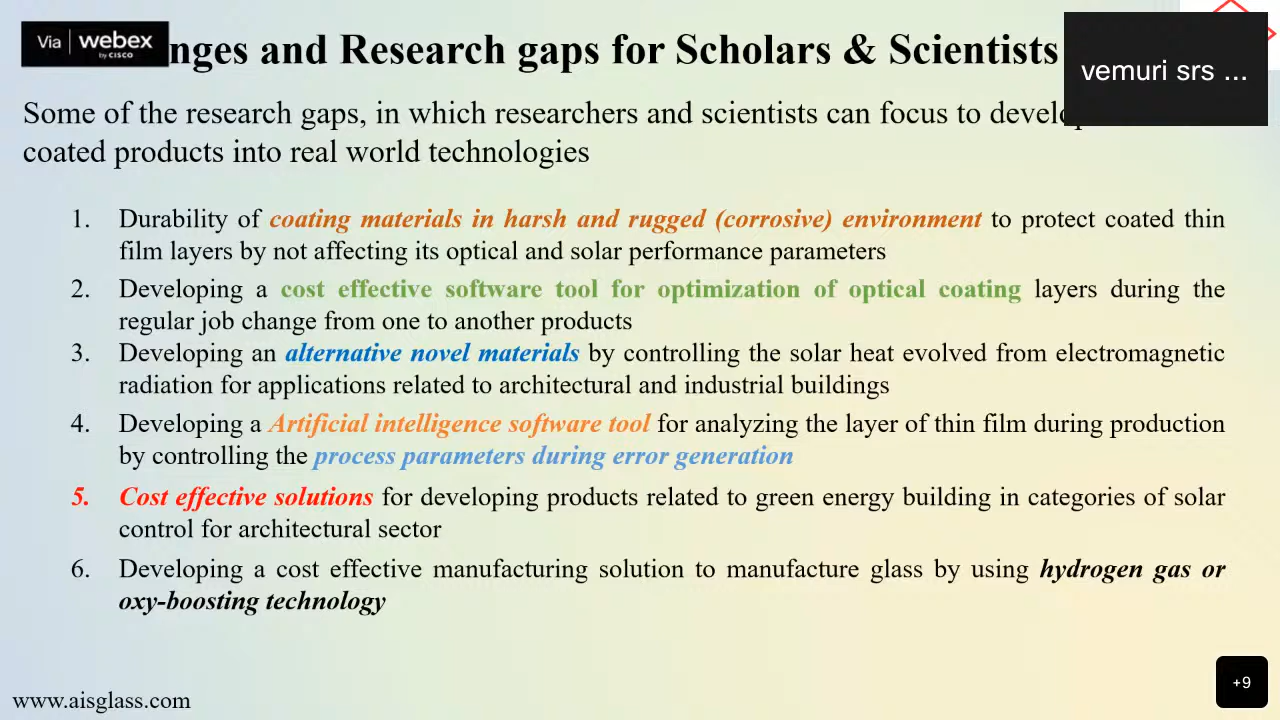 Via webex
by CISCO
nges and Research gaps for Scholars & Scientists
vemuri srs ...
Some of the research gaps, in which researchers and scientists can focus to
coated products into real world technologies
1. Durability of coating materials in harsh and rugged (corrosive) environment to protect coated thin
film layers by not affecting its optical and solar performance parameters
2. Developing a cost effective software tool for optimization of optical coating layers during the
regular job change from one to another products
3. Developing an alternative novel materials by controlling the solar heat evolved from electromagnetic
radiation for applications related to architectural and industrial buildings
4. Developing a Artificial intelligence software tool for analyzing the layer of thin film during production
by controlling the process parameters during error generation
5. Cost effective solutions for developing products related to green energy building in categories of solar
control for architectural sector
6. Developing a cost effective manufacturing solution to manufacture glass by using hydrogen gas or
oxy-boosting technology
www.aisglass.com
+9